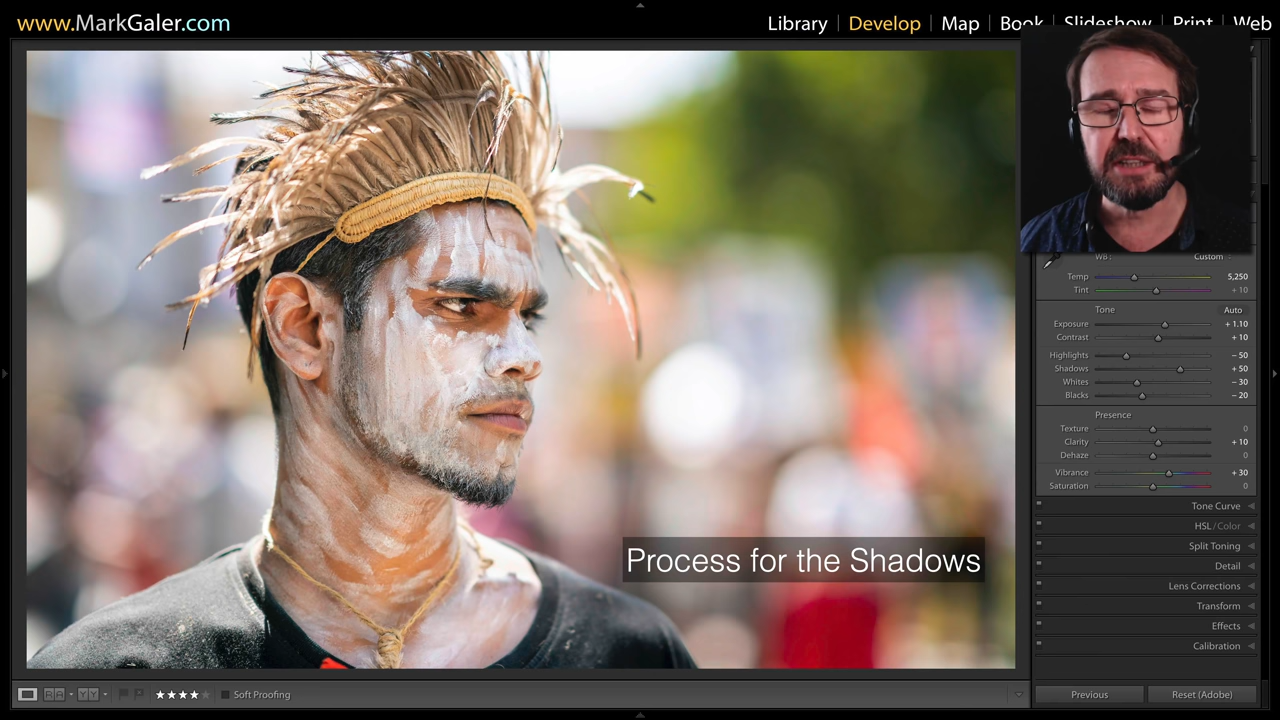 www.MarkGaler.com
Library | Develop | Map | Book | Slideshow | Print | Web
WB: Custom
Temp 5,250
Tint + 10
Tone Auto
Exposure + 1.10
Contrast + 10
Highlights − 50
Shadows + 50
Whites − 30
Blacks − 20
Presence
Texture 0
Clarity + 10
Dehaze 0
Vibrance + 30
Saturation 0
Tone Curve
HSL / Color
Split Toning
Process for the Shadows
Detail
Lens Corrections
Transform
Effects
Calibration
Soft Proofing
Previous
Reset (Adobe)